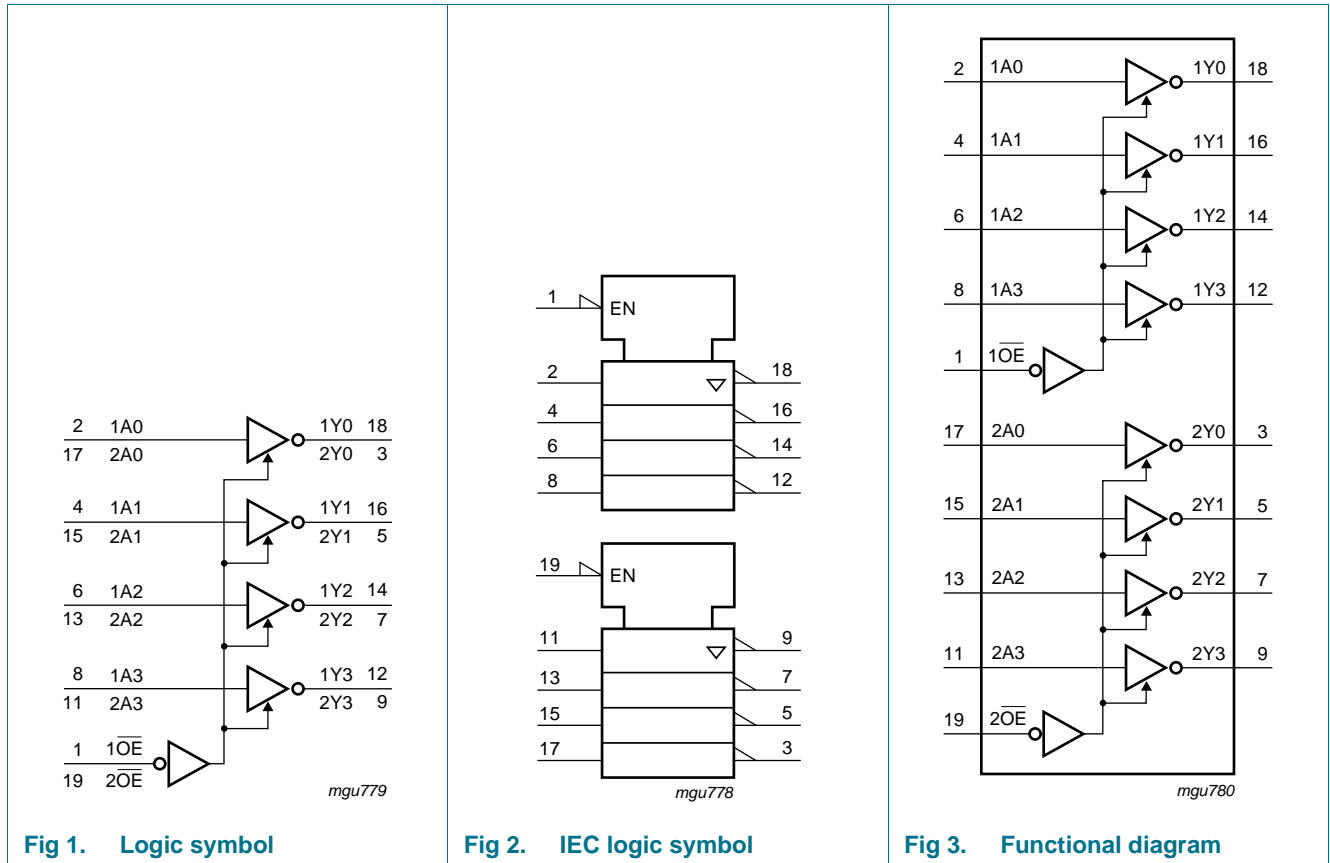 2 1A0 1Y0 18
17 2A0 2Y0 3
4 1A1 1Y1 16
15 2A1 2Y1 5
6 1A2 1Y2 14
13 2A2 2Y2 7
8 1A3 1Y3 12
11 2A3 2Y3 9
1 1O̅E̅
19 2O̅E̅
mgu779
Fig 1. Logic symbol
1 EN
2 18
4 16
6 14
8 12
19 EN
11 9
13 7
15 5
17 3
mgu778
Fig 2. IEC logic symbol
2 1A0 1Y0 18
4 1A1 1Y1 16
6 1A2 1Y2 14
8 1A3 1Y3 12
1 1O̅E̅
17 2A0 2Y0 3
15 2A1 2Y1 5
13 2A2 2Y2 7
11 2A3 2Y3 9
19 2O̅E̅
mgu780
Fig 3. Functional diagram